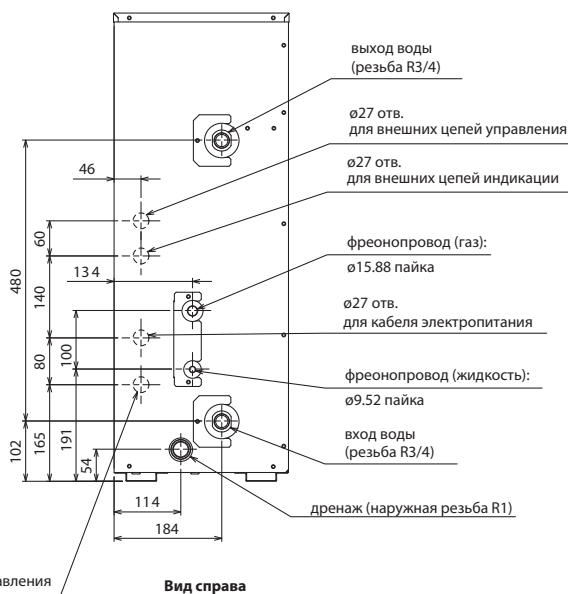 выход воды
(резьба R3/4)
ø27 отв.
для внешних цепей управления
ø27 отв.
для внешних цепей индикации
фреонопровод (газ):
ø15.88 пайка
ø27 отв.
для кабеля электропитания
фреонопровод (жидкость):
ø9.52 пайка
вход воды
(резьба R3/4)
дренаж (наружная резьба R1)
46
60
134
480
140
100
80
102
165
191
54
114
184
авления
Вид справа